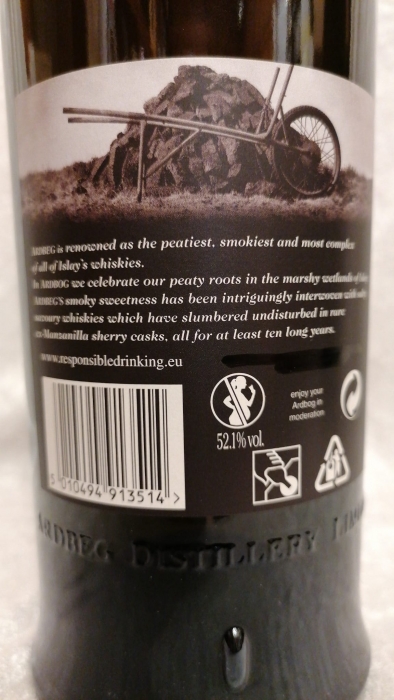 ARDBEG is renowned as the peatiest, smokiest and most complex
of all of Islay's whiskies.
In ARDBOG we celebrate our peaty roots in the marshy wetlands of
ARDBEG'S smoky sweetness has been intriguingly interwoven with
savoury whiskies which have slumbered undisturbed in rare
ex-Manzanilla sherry casks, all for at least ten long years.
www.responsibledrinking.eu
enjoy your
Ardbog in
moderation
52.1% vol.
5 010494 913514 >
ARDBEG DISTILLERY